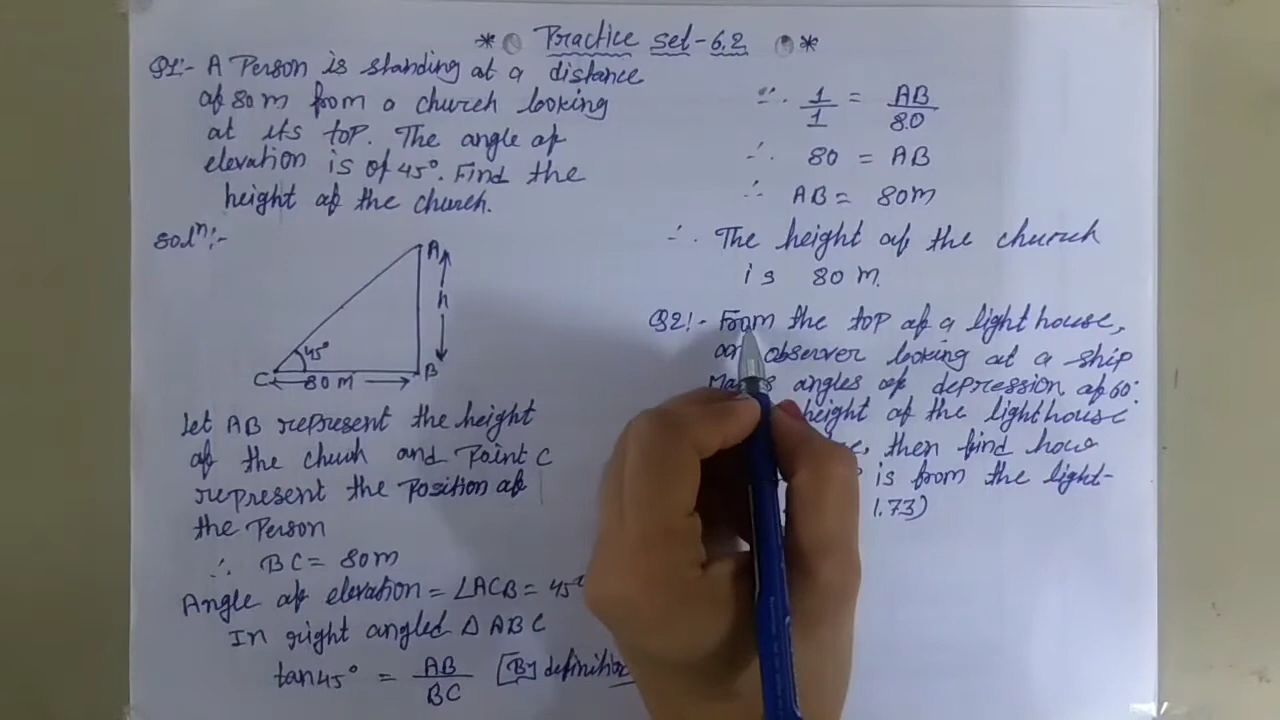 * Practice set-6.2 *
Q1:- A Person is standing at a distance
of 80 m from a church looking
at its top. The angle of
elevation is of 45°. Find the
height of the church.
Solⁿ:-
A
h
45°
C 80 m B
Let AB represent the height
of the chuch and Point C
represent the Position of
the Person
∴ BC = 80m
Angle of elevation = ∠ACB = 45°
In right angled △ ABC
tan45° = AB/BC [By definition
∴ 1/1 = AB/80
∴ 80 = AB
∴ AB = 80m
∴ The height of the church
is 80 m.
Q2!- From the top of a light house,
observer looking at a ship
angles of depression of 60°
height of the lighthouse
then find how
is from the light-
1.73)